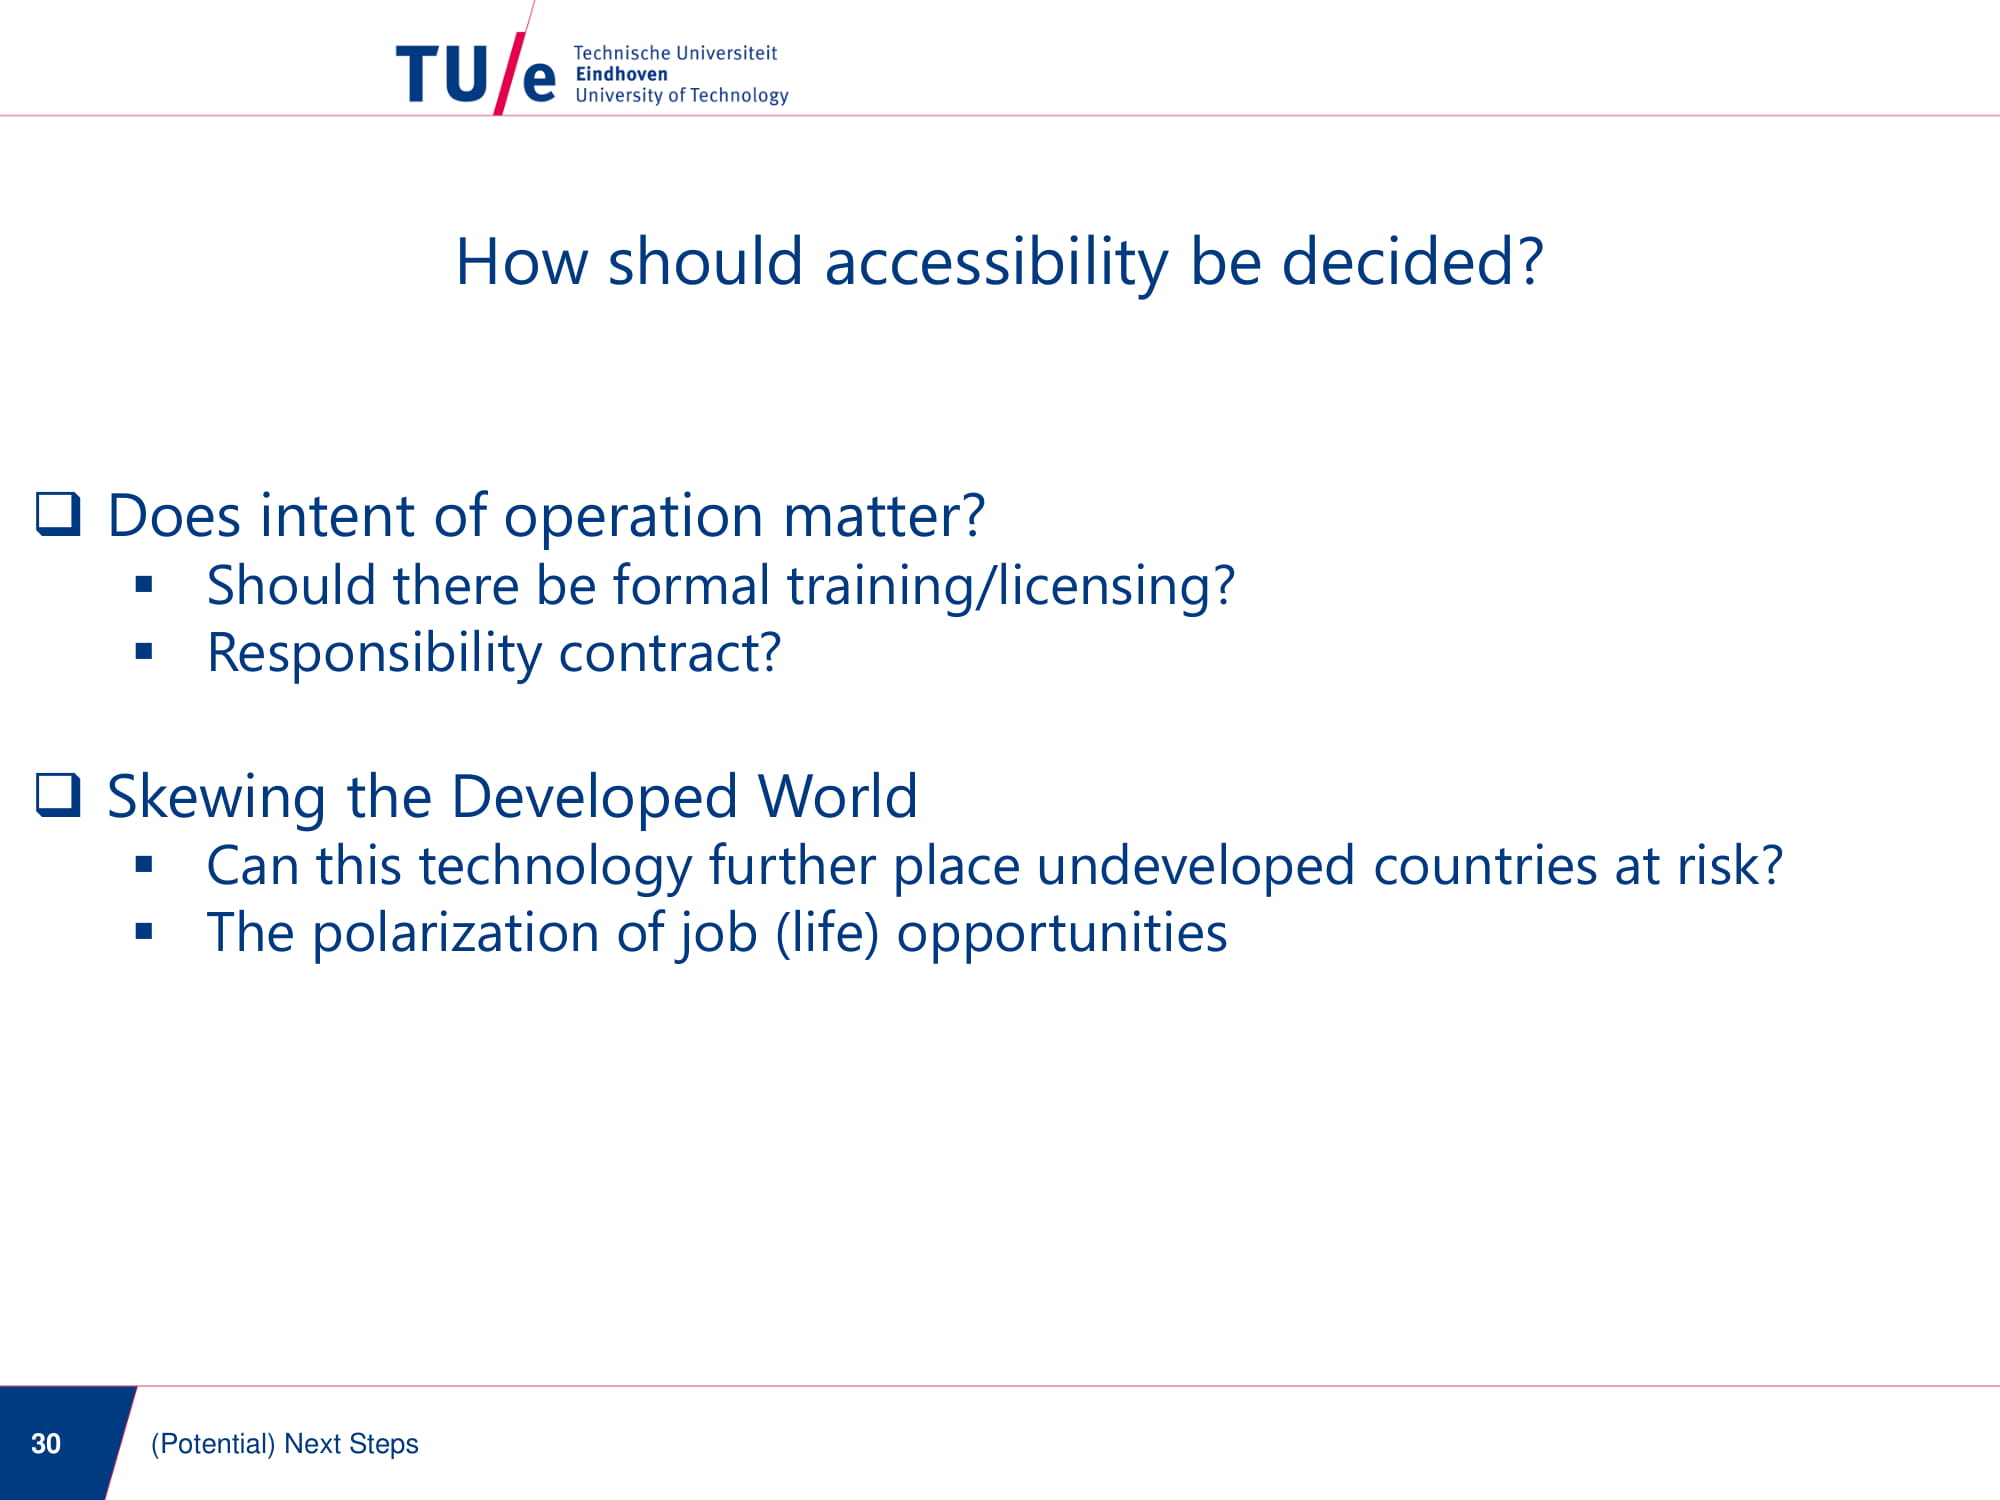 TU/e
Technische Universiteit
Eindhoven
University of Technology
How should accessibility be decided?
Does intent of operation matter?
Should there be formal training/licensing?
Responsibility contract?
Skewing the Developed World
Can this technology further place undeveloped countries at risk?
The polarization of job (life) opportunities
30
(Potential) Next Steps